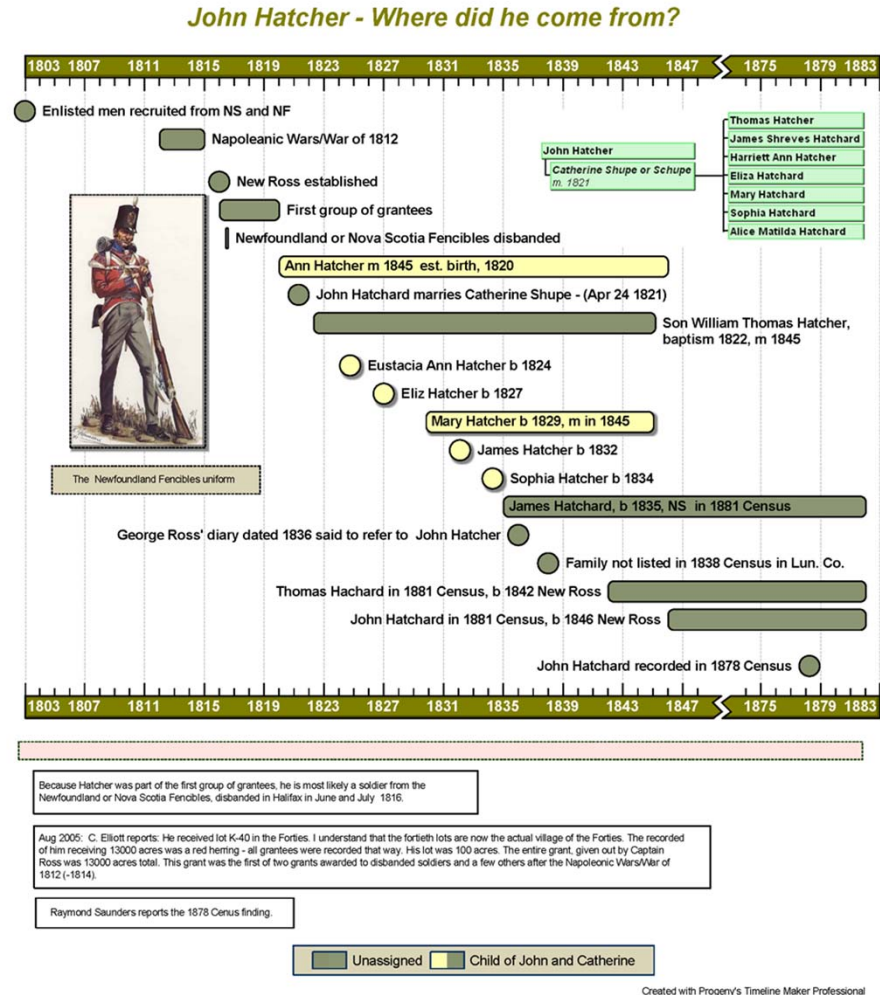 John Hatcher - Where did he come from?
1803 1807 1811 1815 1819 1823 1827 1831 1835 1839 1843 1847 1875 1879 1883
Enlisted men recruited from NS and NF
Napoleanic Wars/War of 1812
New Ross established
First group of grantees
Newfoundland or Nova Scotia Fencibles disbanded
John Hatcher
Catherine Shupe or Schupe
m. 1821
Thomas Hatcher
James Shreves Hatchard
Harriett Ann Hatcher
Eliza Hatchard
Mary Hatchard
Sophia Hatchard
Alice Matilda Hatchard
Ann Hatcher m 1845 est. birth, 1820
John Hatchard marries Catherine Shupe - (Apr 24 1821)
Son William Thomas Hatcher,
baptism 1822, m 1845
Eustacia Ann Hatcher b 1824
Eliz Hatcher b 1827
Mary Hatcher b 1829, m in 1845
James Hatcher b 1832
Sophia Hatcher b 1834
The Newfoundland Fencibles uniform
James Hatchard, b 1835, NS in 1881 Census
George Ross' diary dated 1836 said to refer to John Hatcher
Family not listed in 1838 Census in Lun. Co.
Thomas Hachard in 1881 Census, b 1842 New Ross
John Hatchard in 1881 Census, b 1846 New Ross
John Hatchard recorded in 1878 Census
1803 1807 1811 1815 1819 1823 1827 1831 1835 1839 1843 1847 1875 1879 1883
Because Hatcher was part of the first group of grantees, he is most likely a soldier from the
Newfoundland or Nova Scotia Fencibles, disbanded in Halifax in June and July 1816.
Aug 2005: C. Elliott reports: He received lot K-40 in the Forties. I understand that the fortieth lots are now the actual village of the Forties. The recorded
of him receiving 13000 acres was a red herring - all grantees were recorded that way. His lot was 100 acres. The entire grant, given out by Captain
Ross was 13000 acres total. This grant was the first of two grants awarded to disbanded soldiers and a few others after the Napoleonic Wars/War of
1812 (-1814).
Raymond Saunders reports the 1878 Cenus finding.
Unassigned
Child of John and Catherine
Created with Progeny's Timeline Maker Professional